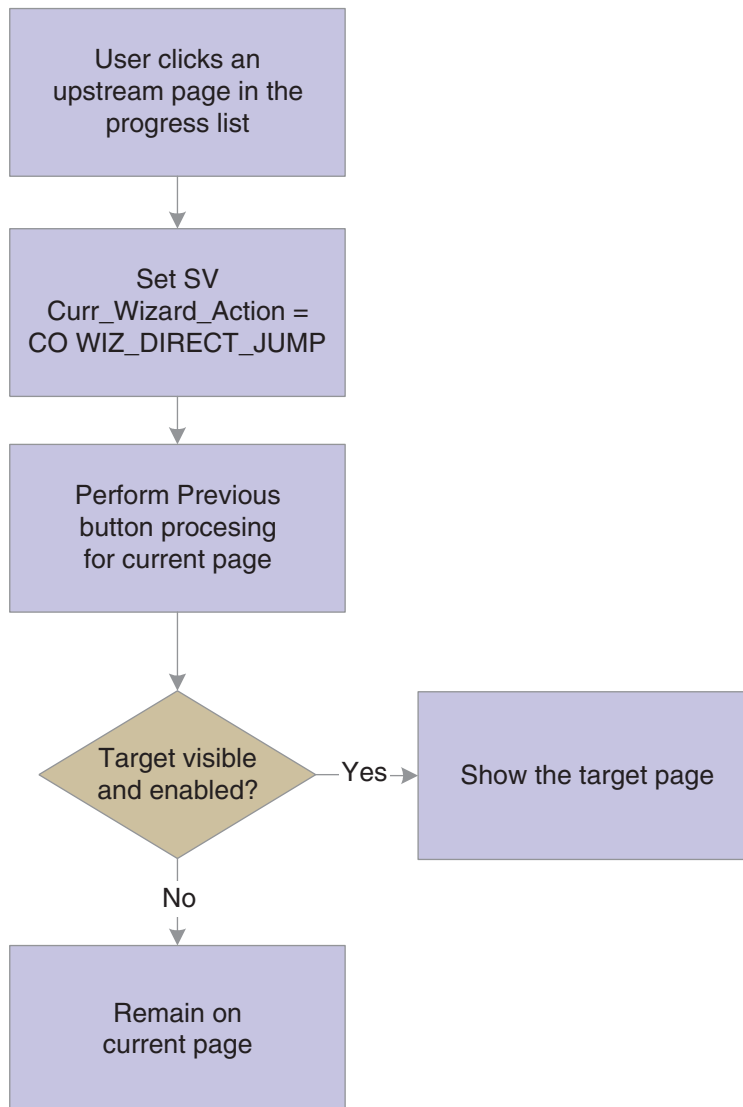 User clicks an
upstream page in the
progress list
Set SV
Curr_Wizard_Action =
CO WIZ_DIRECT_JUMP
Perform Previous
button procesing
for current page
Target visible
and enabled?
Yes
Show the target page
No
Remain on
current page